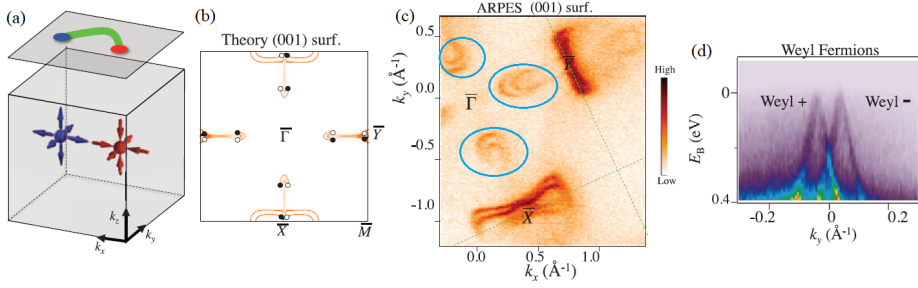 (a)
k_z
k_x
k_y
(b)
Theory (001) surf.
Γ̅
Y̅
X̅
M̅
(c)
ARPES (001) surf.
k_y (Å⁻¹)
0.5
0.0
-0.5
-1.0
Γ̅
Y̅
X̅
0.0
0.5
1.0
k_x (Å⁻¹)
High
Low
(d)
Weyl Fermions
Weyl +
Weyl −
E_B (eV)
0
0.4
-0.2
0
0.2
k_y (Å⁻¹)